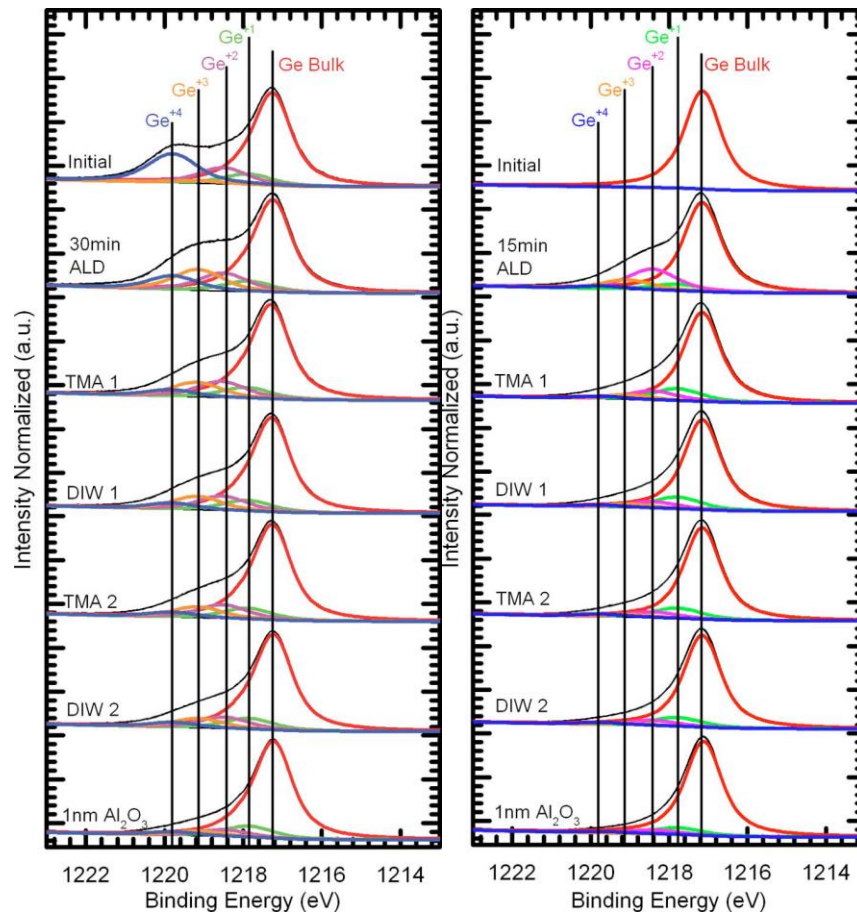 Ge⁺¹
Ge⁺²
Ge⁺³
Ge⁺⁴
Ge Bulk
Initial
30min
ALD
TMA 1
DIW 1
TMA 2
DIW 2
1nm Al₂O₃
Intensity Normalized (a.u.)
1222 1220 1218 1216 1214
Binding Energy (eV)
Ge⁺¹
Ge⁺²
Ge⁺³
Ge⁺⁴
Ge Bulk
Initial
15min
ALD
TMA 1
DIW 1
TMA 2
DIW 2
1nm Al₂O₃
Intensity Normalized (a.u.)
1222 1220 1218 1216 1214
Binding Energy (eV)